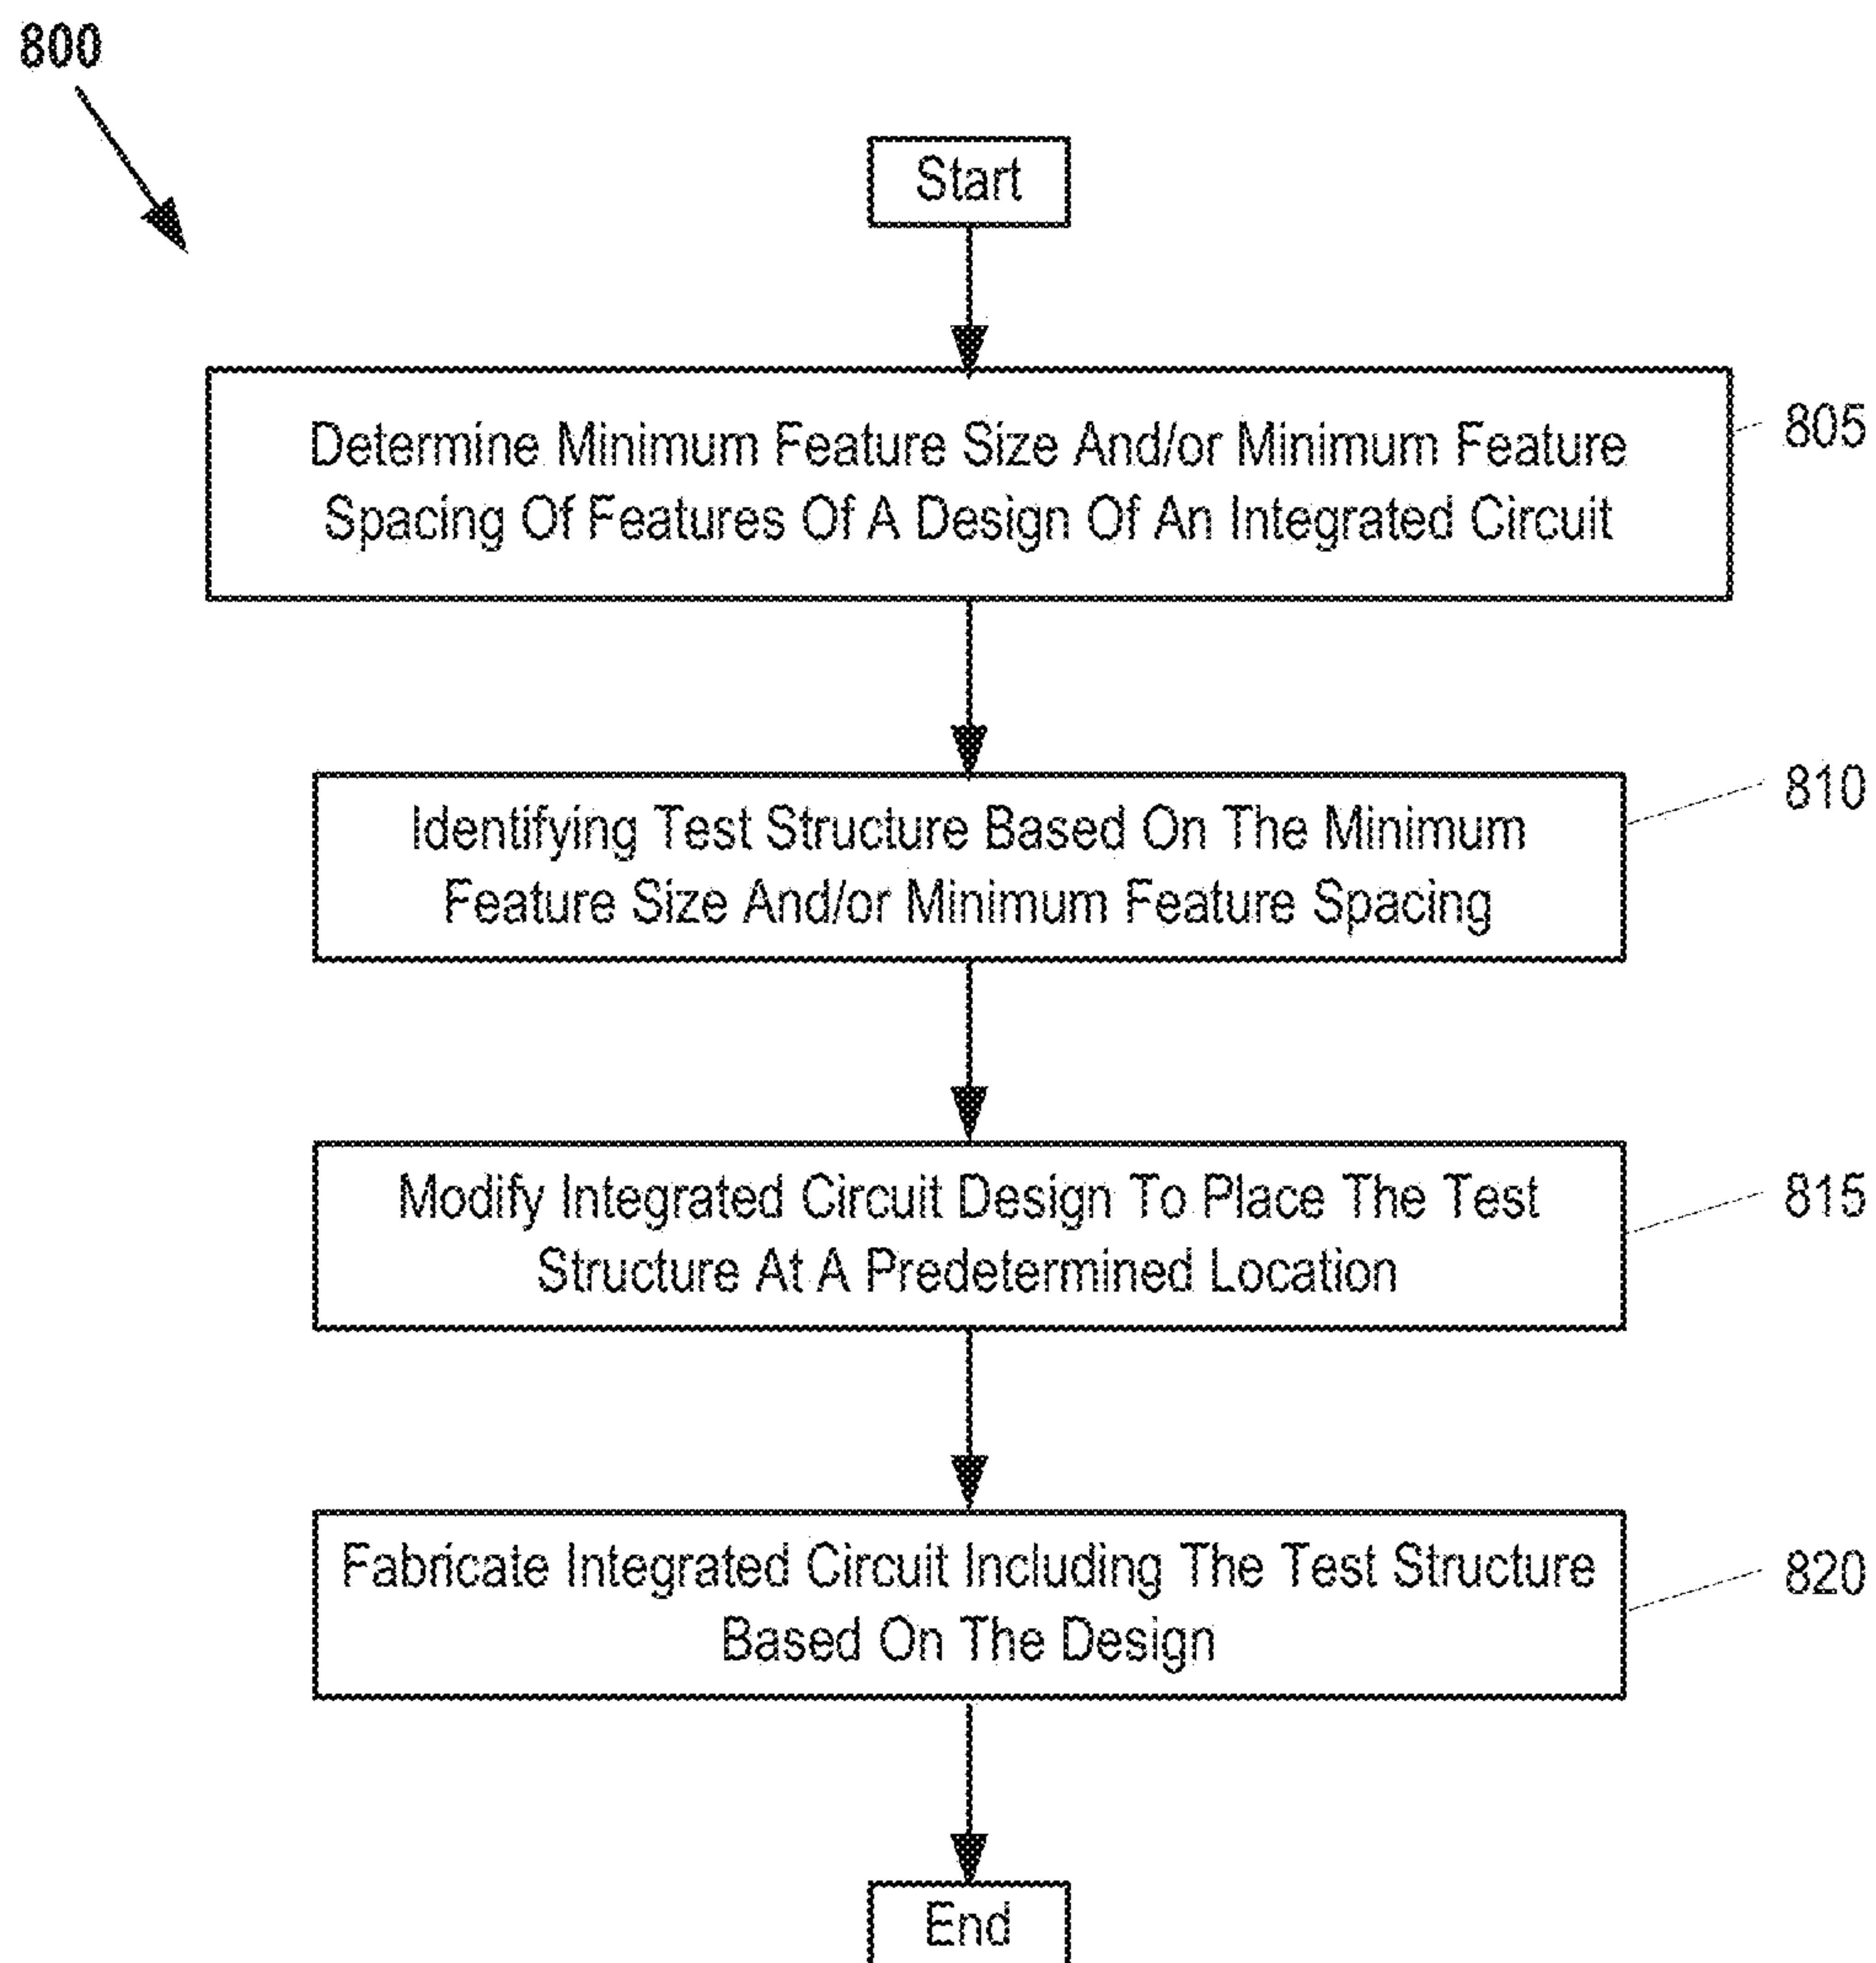 800
Start
Determine Minimum Feature Size And/or Minimum Feature
Spacing Of Features Of A Design Of An Integrated Circuit
805
Identifying Test Structure Based On The Minimum
Feature Size And/or Minimum Feature Spacing
810
Modify Integrated Circuit Design To Place The Test
Structure At A Predetermined Location
815
Fabricate Integrated Circuit Including The Test Structure
Based On The Design
820
End